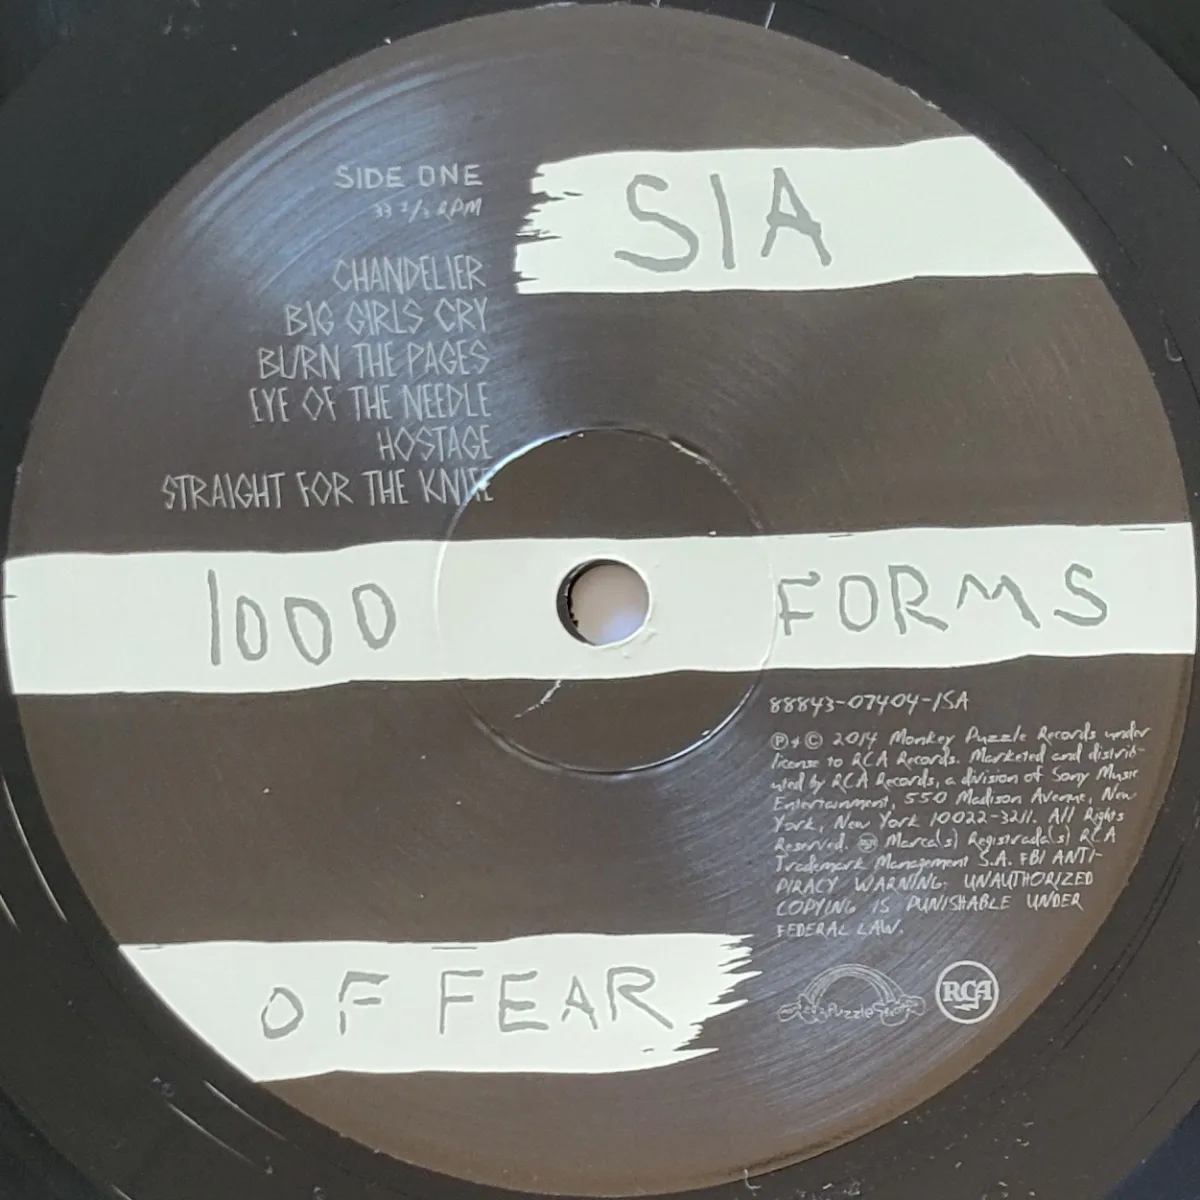 SIA
SIDE ONE
33 1/3 RPM
CHANDELIER
BIG GIRLS CRY
BURN THE PAGES
EYE OF THE NEEDLE
HOSTAGE
STRAIGHT FOR THE KNIFE
1000 FORMS
88843-07404-1SA
℗ + © 2014 Monkey Puzzle Records under
license to RCA Records. Marketed and distrib-
uted by RCA Records, a division of Sony Music
Entertainment, 550 Madison Avenue, New
York, New York 10022-3211. All Rights
Reserved. RCA Marca(s) Registrada(s) RCA
Trademark Management S.A. FBI ANTI-
PIRACY WARNING: UNAUTHORIZED
COPYING IS PUNISHABLE UNDER
FEDERAL LAW.
OF FEAR
Puzzle
RCA